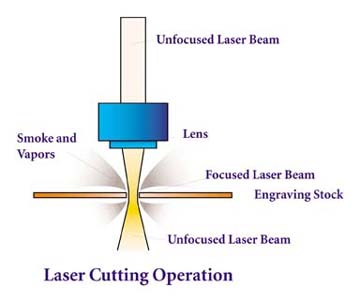 Unfocused Laser Beam
Lens
Smoke and
Vapors
Focused Laser Beam
Engraving Stock
Unfocused Laser Beam
Laser Cutting Operation